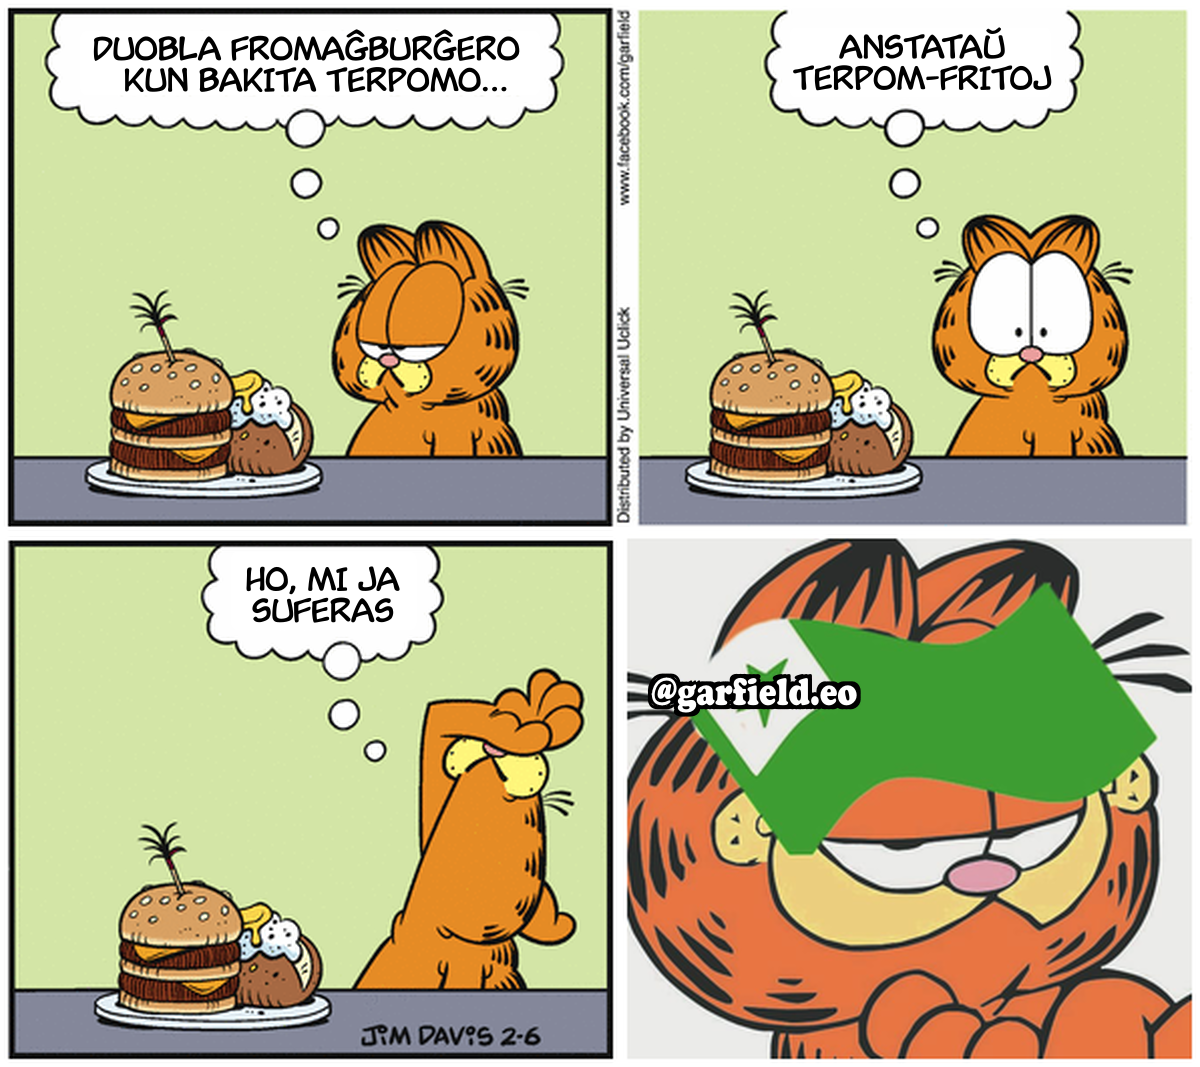 DUOBLA FROMAĜBURĜERO
KUN BAKITA TERPOMO...
www.facebook.com/garfield
Distributed by Universal Uclick
ANSTATAŬ
TERPOM-FRITOJ
HO, MI JA
SUFERAS
JIM DAVIS 2-6
@garfield.eo